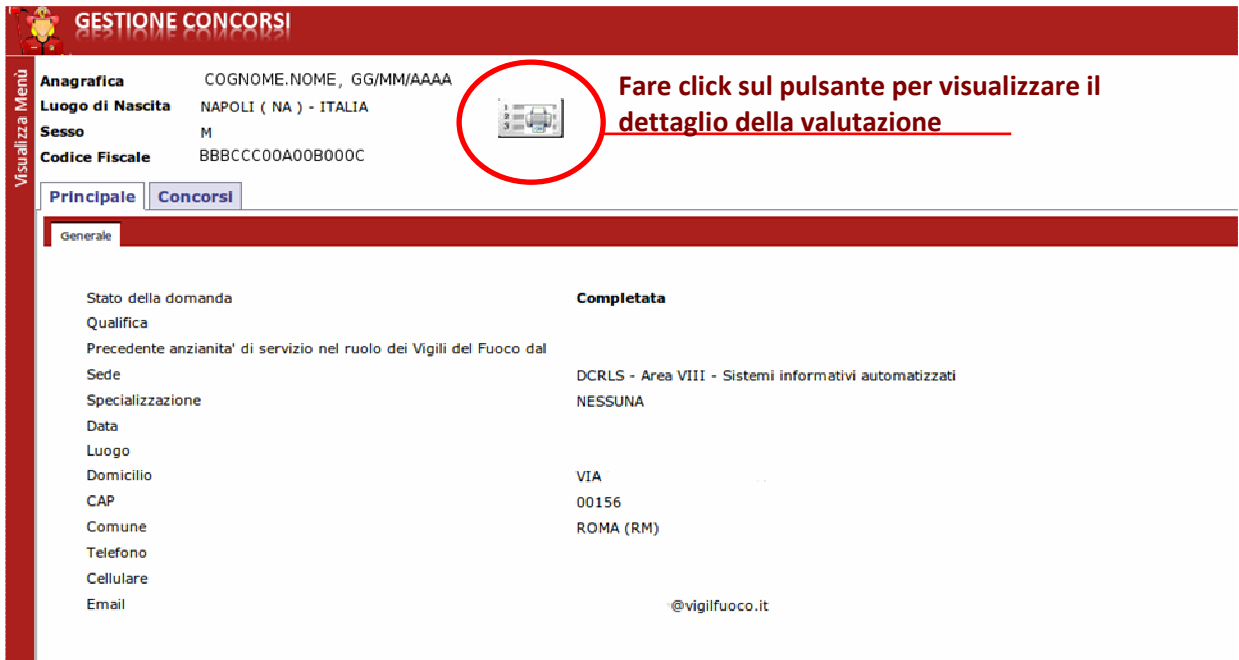 GESTIONE CONCORSI
Visualizza Menù
Anagrafica COGNOME.NOME, GG/MM/AAAA
Luogo di Nascita NAPOLI ( NA ) - ITALIA
Sesso M
Codice Fiscale BBBCCC00A00B000C
1
2
3
Fare click sul pulsante per visualizzare il
dettaglio della valutazione
Principale Concorsi
Generale
Stato della domanda Completata
Qualifica
Precedente anzianita' di servizio nel ruolo dei Vigili del Fuoco dal
Sede DCRLS - Area VIII - Sistemi informativi automatizzati
Specializzazione NESSUNA
Data
Luogo
Domicilio VIA
CAP 00156
Comune ROMA (RM)
Telefono
Cellulare
Email @vigilfuoco.it